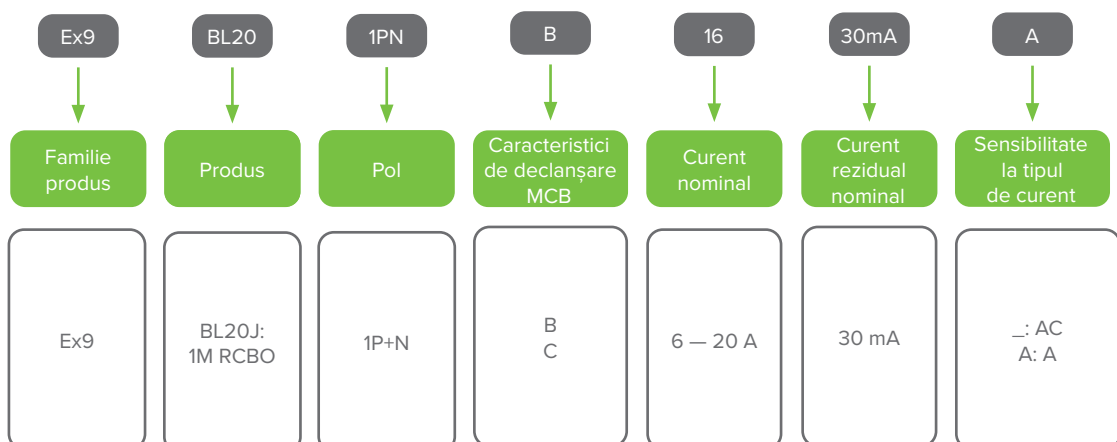 Ex9
BL20
1PN
B
16
30mA
A
Familie
produs
Produs
Pol
Caracteristici
de declanșare
MCB
Curent
nominal
Curent
rezidual
nominal
Sensibilitate
la tipul
de curent
Ex9
BL20J:
1M RCBO
1P+N
B
C
6 — 20 A
30 mA
_: AC
A: A